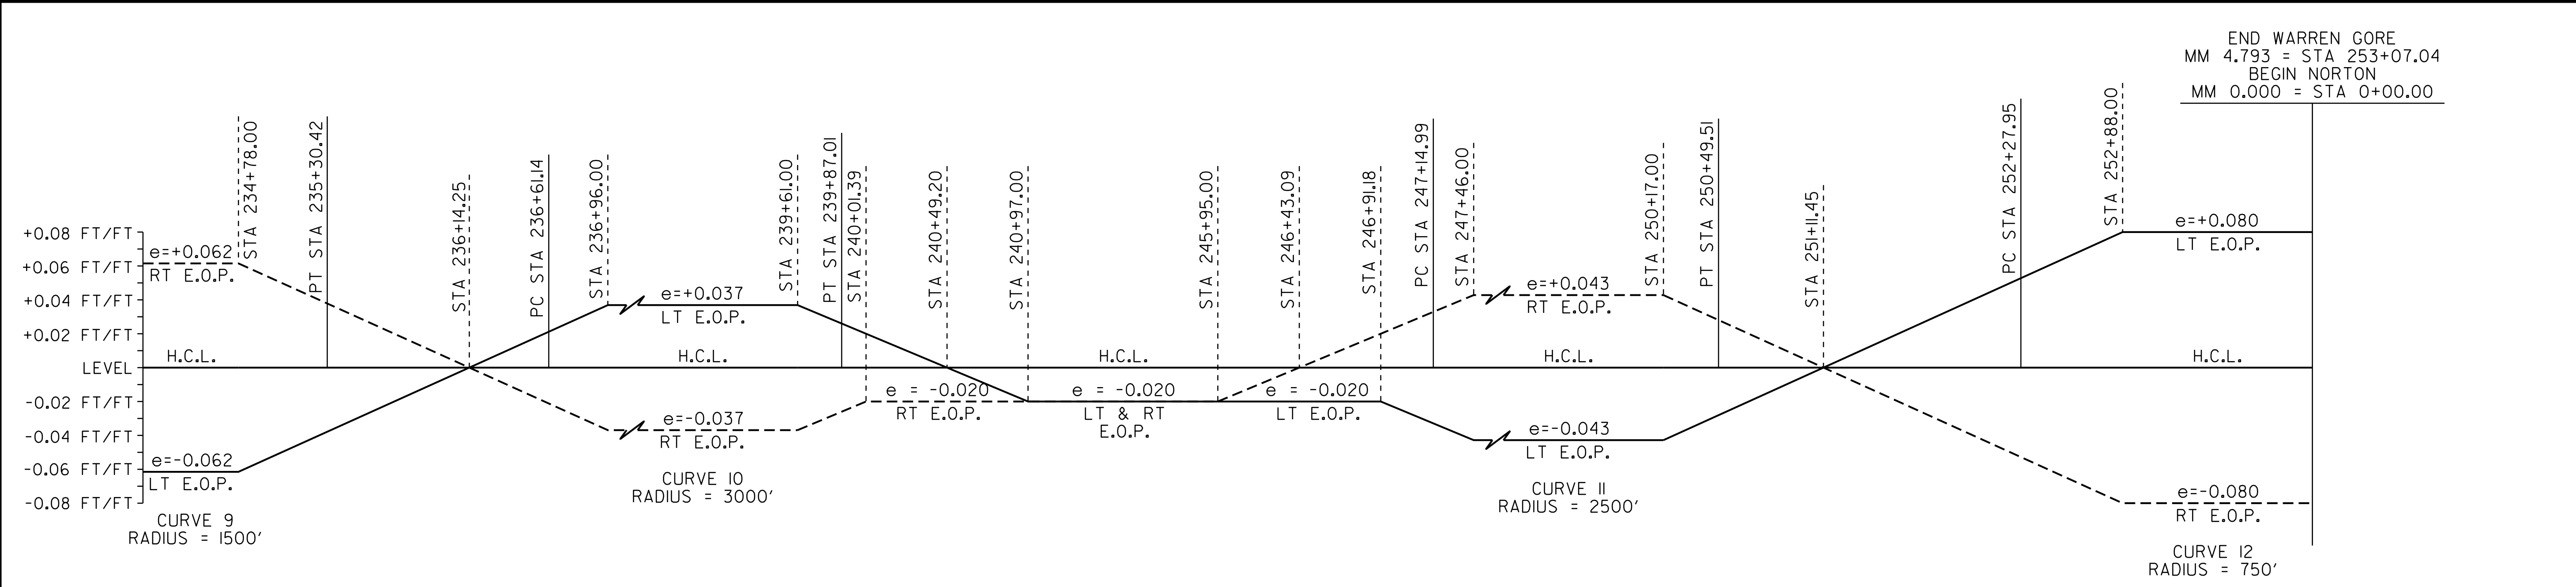 END WARREN GORE
MM 4.793 = STA 253+07.04
BEGIN NORTON
MM 0.000 = STA 0+00.00
STA 234+78.00
PT STA 235+30.42
STA 236+14.25
PC STA 236+61.14
STA 236+96.00
STA 239+61.00
PT STA 239+87.01
STA 240+01.39
STA 240+49.20
STA 240+97.00
STA 245+95.00
STA 246+43.09
STA 246+91.18
PC STA 247+14.99
STA 247+46.00
STA 250+17.00
PT STA 250+49.51
STA 251+11.45
PC STA 252+27.95
STA 252+88.00
+0.08 FT/FT
+0.06 FT/FT
+0.04 FT/FT
+0.02 FT/FT
LEVEL
-0.02 FT/FT
-0.04 FT/FT
-0.06 FT/FT
-0.08 FT/FT
e=+0.062
RT E.O.P.
H.C.L.
e=-0.062
LT E.O.P.
CURVE 9
RADIUS = 1500'
e=+0.037
LT E.O.P.
H.C.L.
e=-0.037
RT E.O.P.
CURVE 10
RADIUS = 3000'
e = -0.020
RT E.O.P.
H.C.L.
e = -0.020
LT & RT
E.O.P.
e = -0.020
LT E.O.P.
e=+0.043
RT E.O.P.
H.C.L.
e=-0.043
LT E.O.P.
CURVE 11
RADIUS = 2500'
e=+0.080
LT E.O.P.
H.C.L.
e=-0.080
RT E.O.P.
CURVE 12
RADIUS = 750'